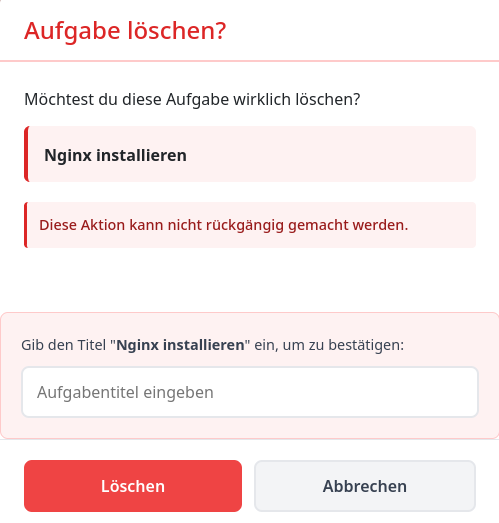 Aufgabe löschen?
Möchtest du diese Aufgabe wirklich löschen?
Nginx installieren
Diese Aktion kann nicht rückgängig gemacht werden.
Gib den Titel "Nginx installieren" ein, um zu bestätigen:
Aufgabentitel eingeben
Löschen
Abbrechen